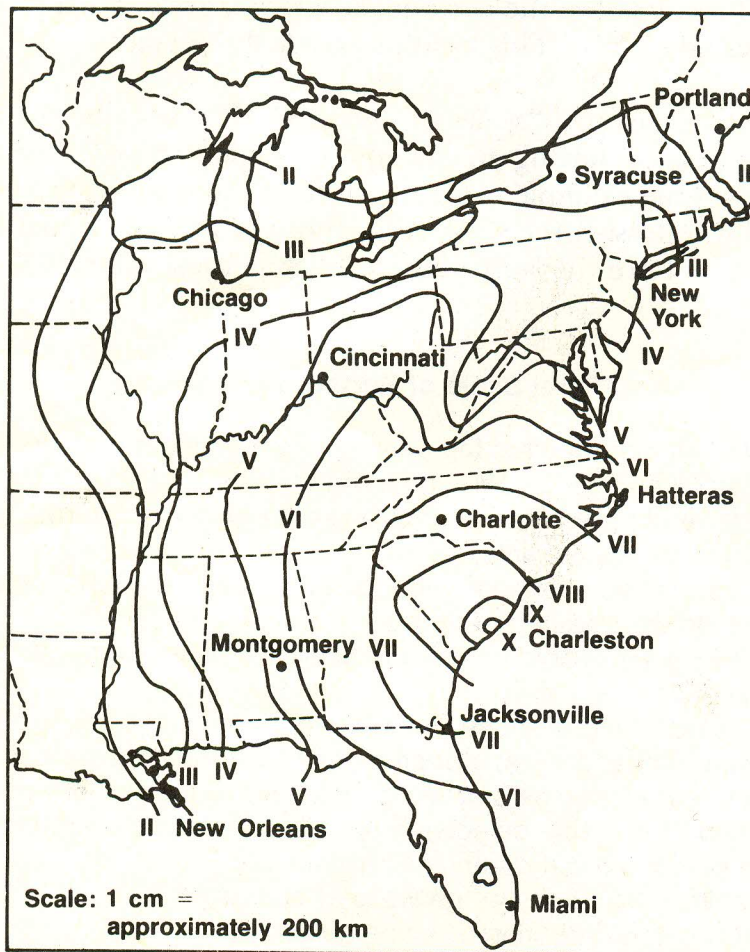 Portland
II
Syracuse
II
III
III
Chicago
New
York
IV
IV
Cincinnati
V
V
VI
Hatteras
VI
Charlotte
VII
VIII
IX
X Charleston
Montgomery
VII
Jacksonville
VII
III
IV
V
VI
II New Orleans
Scale: 1 cm =
approximately 200 km
Miami